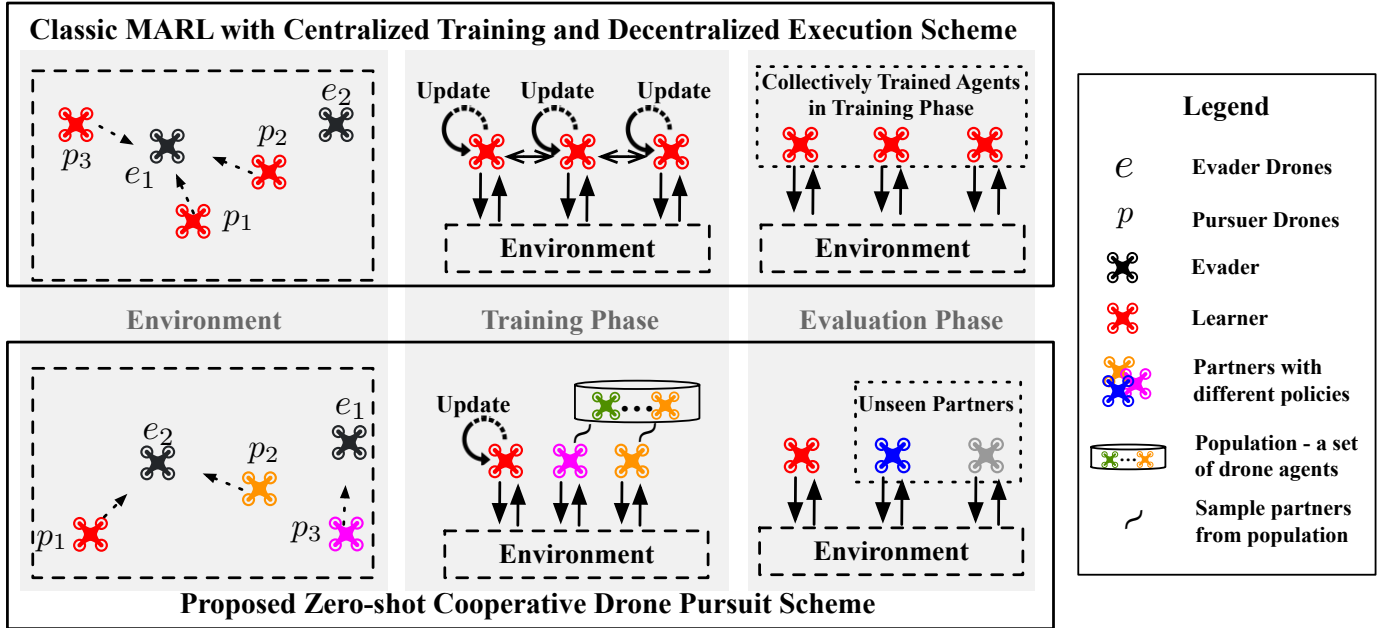 Classic MARL with Centralized Training and Decentralized Execution Scheme
e2
p2
p3
e1
p1
Update Update Update
Environment
Collectively Trained Agents
in Training Phase
Environment
Environment
Training Phase
Evaluation Phase
e1
e2
p2
p1
p3
Update
Environment
Unseen Partners
Environment
Proposed Zero-shot Cooperative Drone Pursuit Scheme
Legend
e Evader Drones
p Pursuer Drones
Evader
Learner
Partners with
different policies
Population - a set
of drone agents
Sample partners
from population